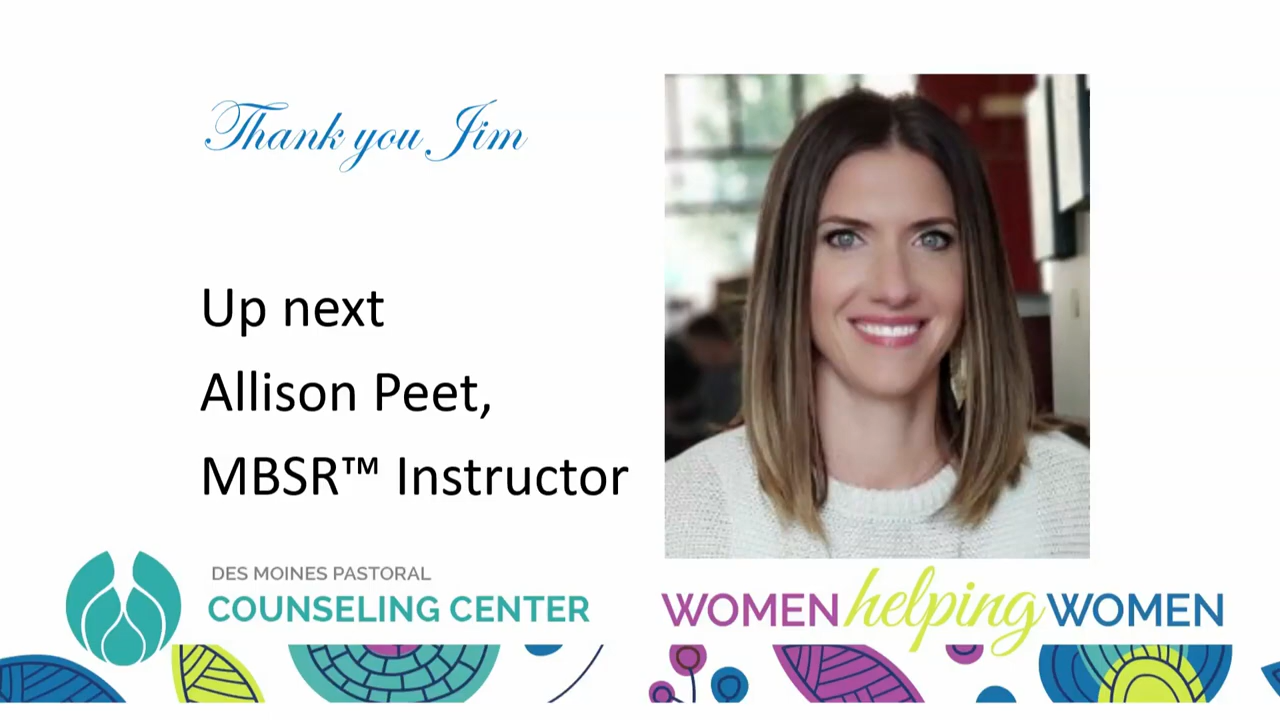 Thank you Jim
Up next
Allison Peet,
MBSR™ Instructor
DES MOINES PASTORAL
COUNSELING CENTER
WOMEN helping WOMEN